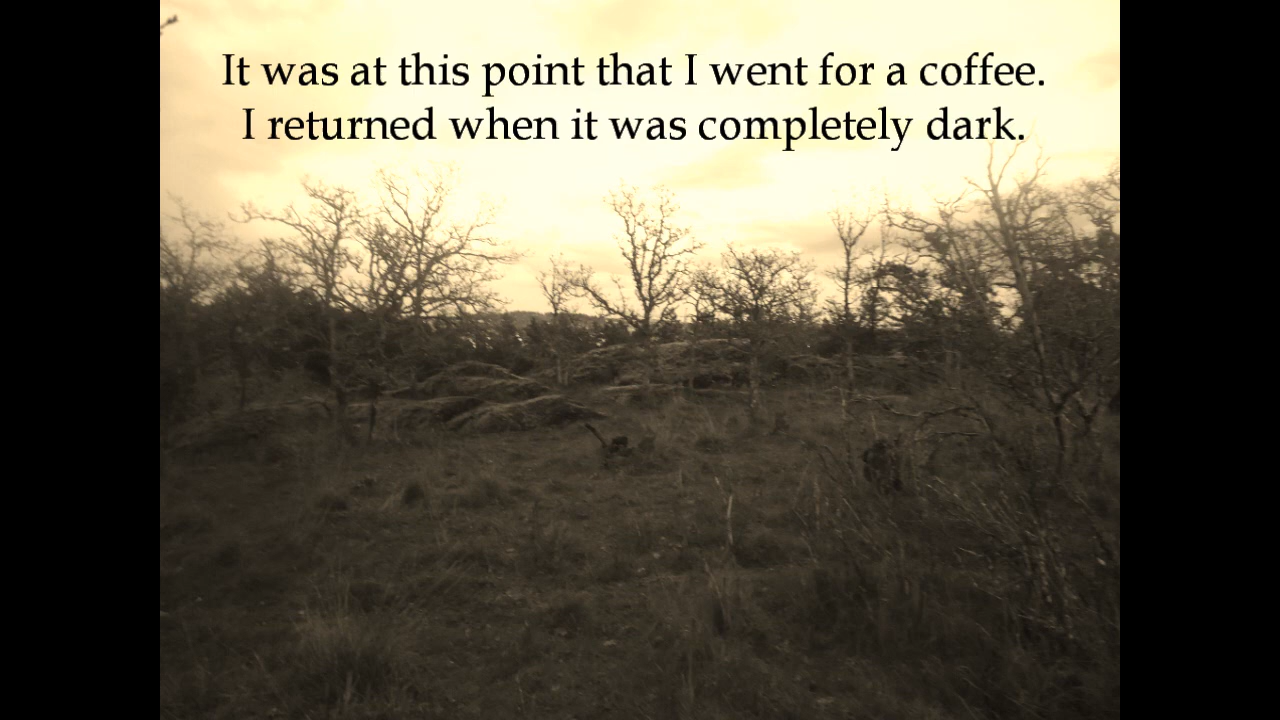 It was at this point that I went for a coffee.
I returned when it was completely dark.